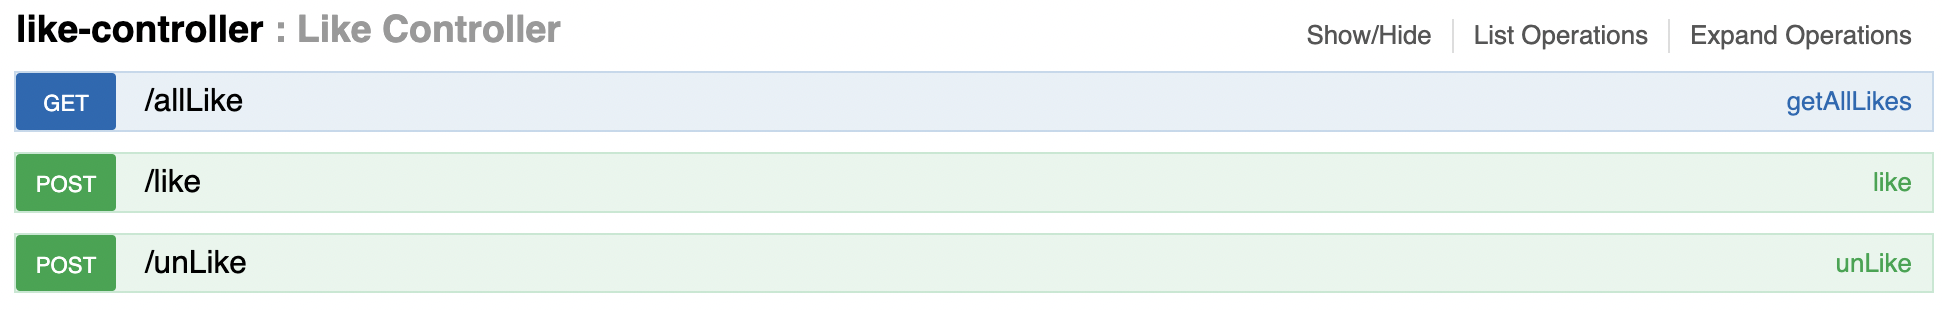 like-controller : Like Controller Show/Hide List Operations Expand Operations
GET /allLike getAllLikes
POST /like like
POST /unLike unLike